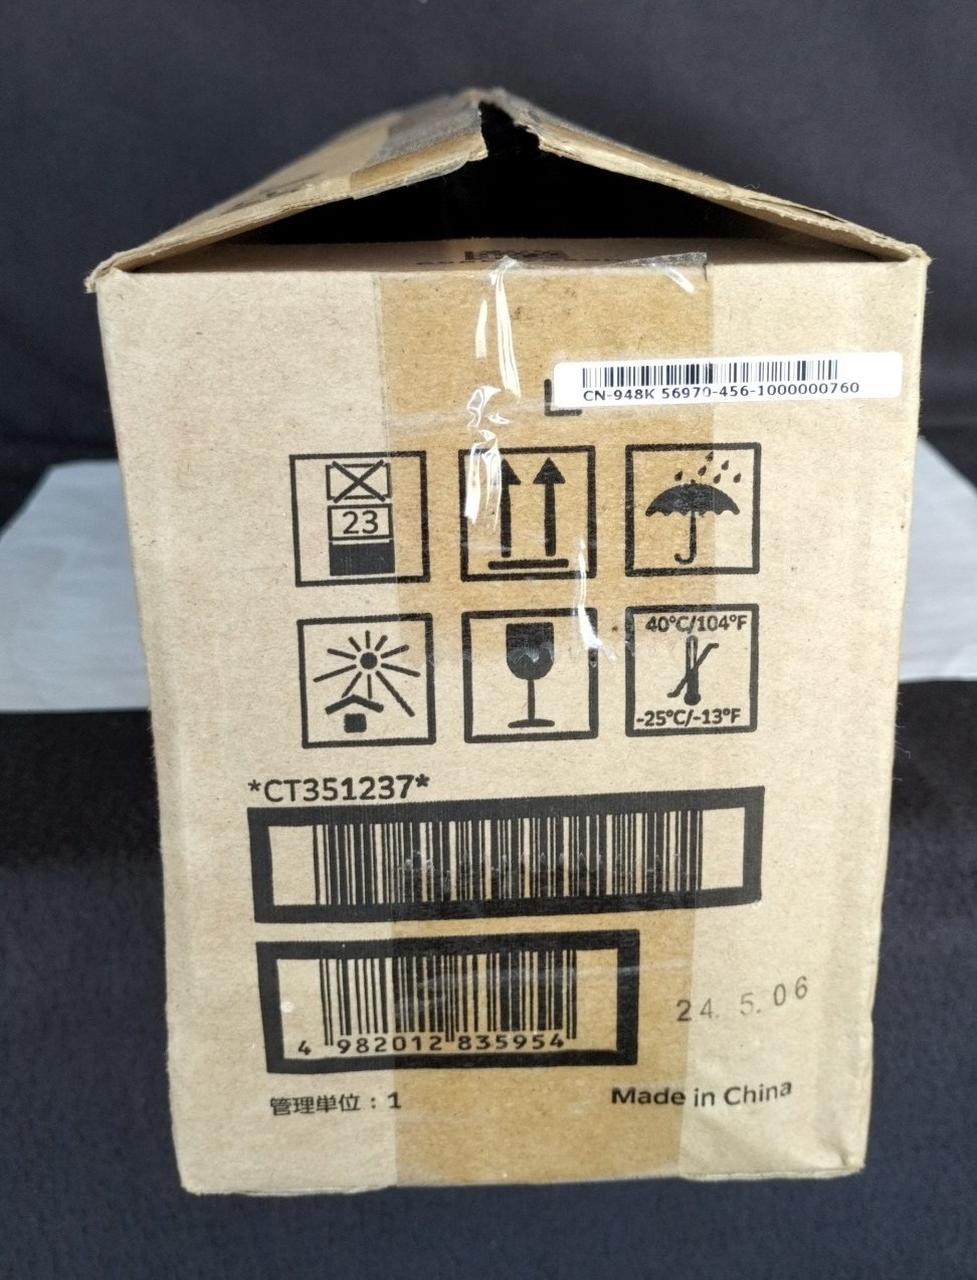 CN-948K 56970-456-1000000760
23
40°C/104°F
-25°C/-13°F
*CT351237*
4 982012 835954
24. 5. 06
管理単位：1
Made in China